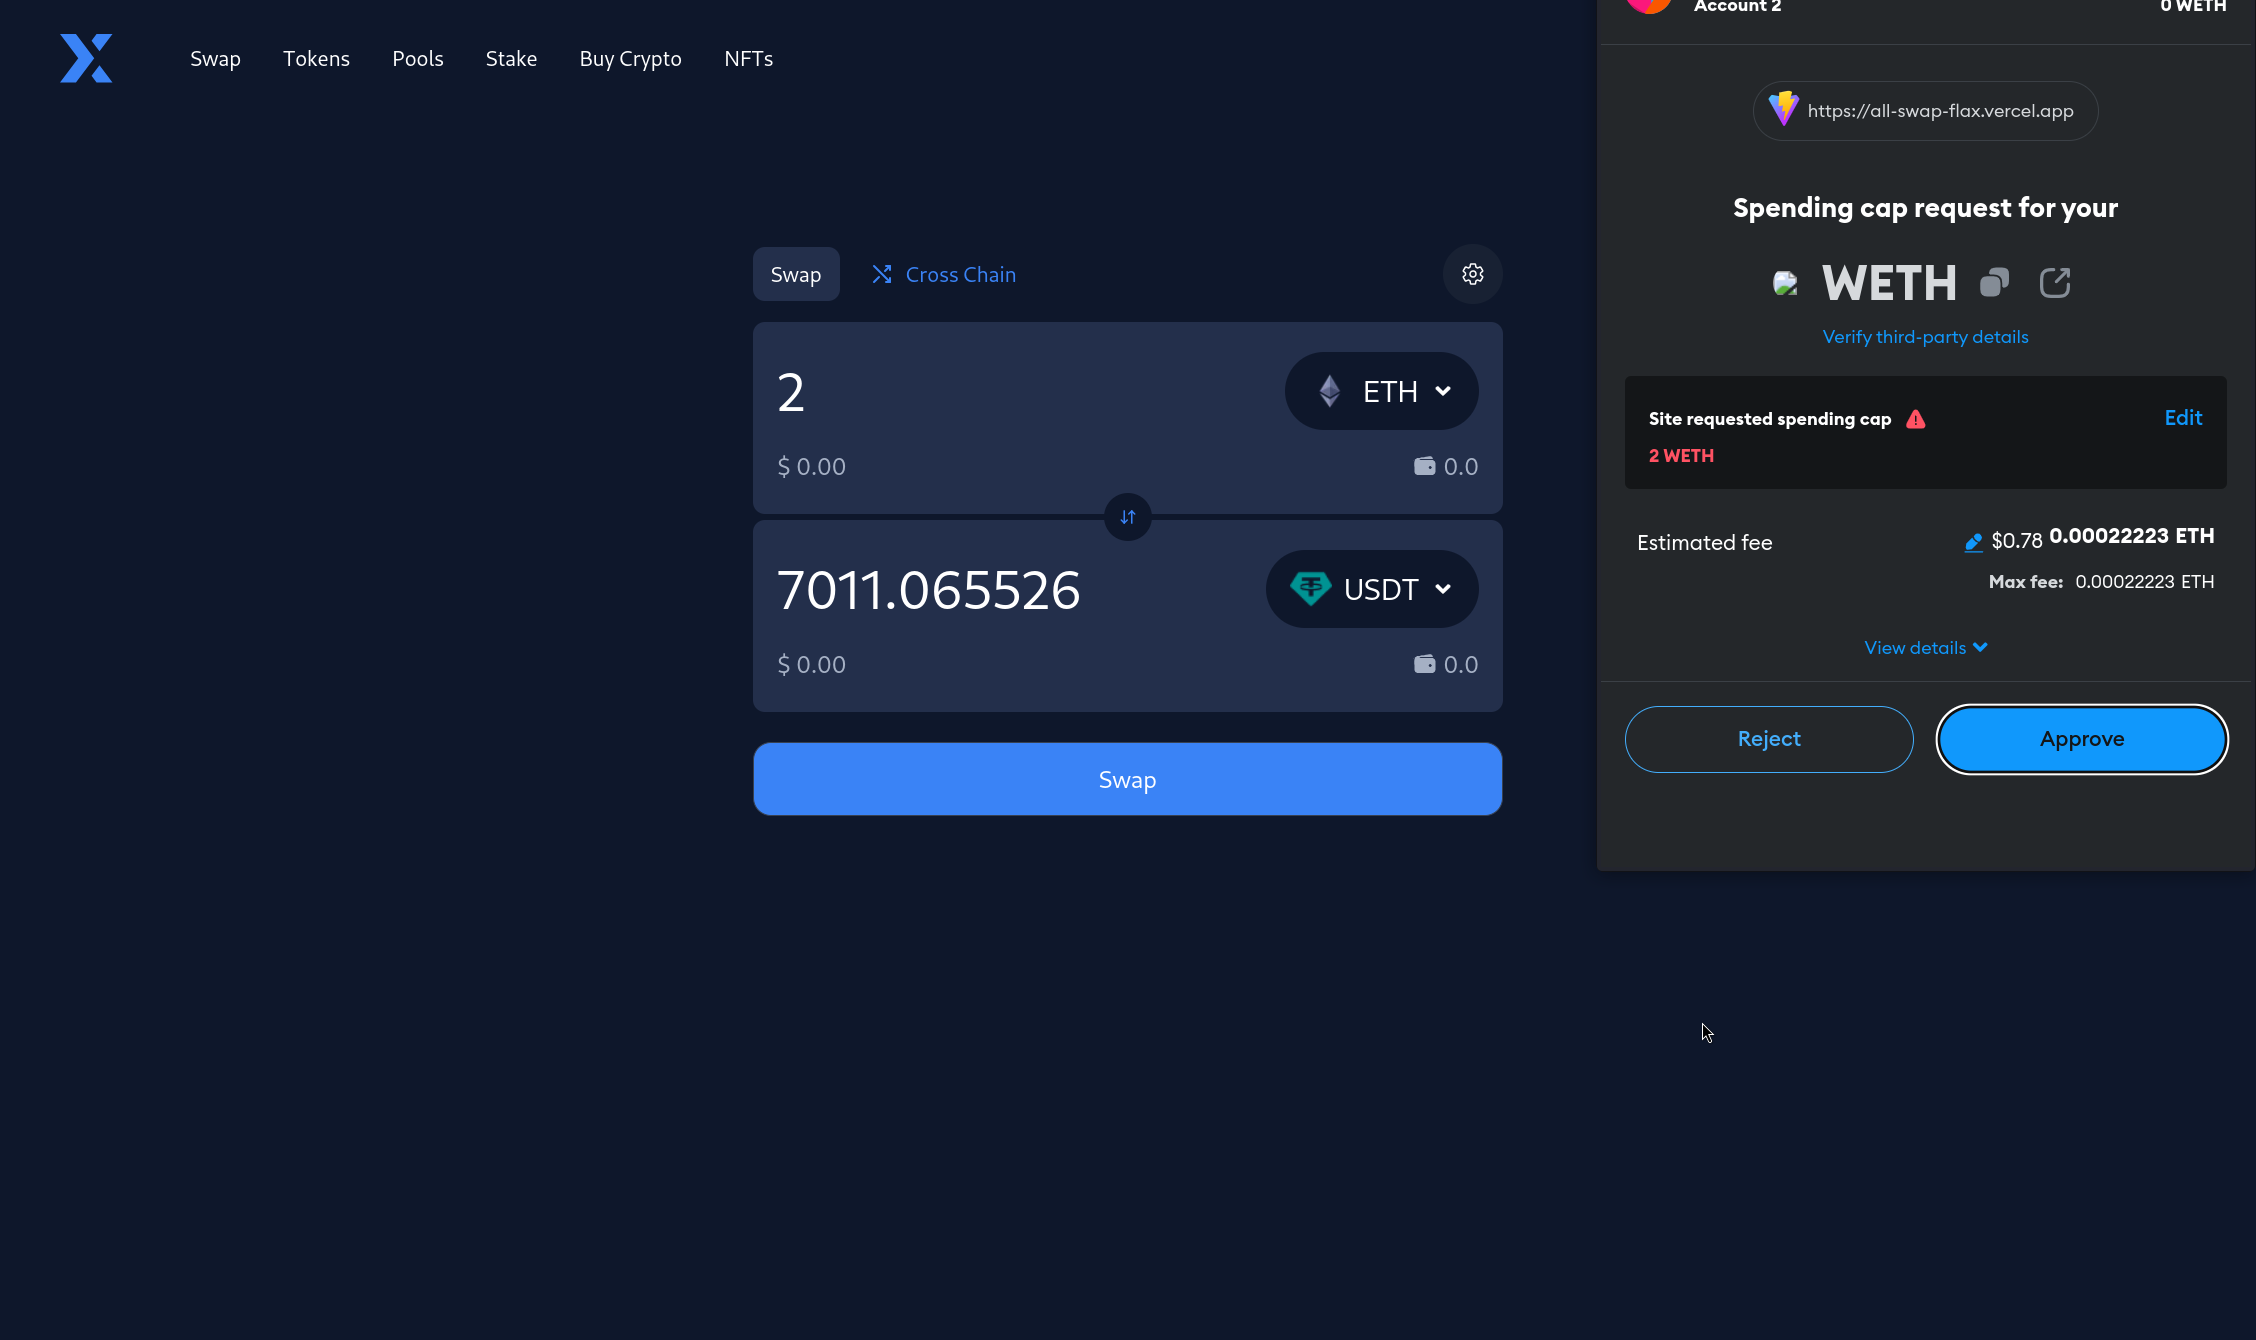 Swap Tokens Pools Stake Buy Crypto NFTs
Swap Cross Chain
2 ETH
$ 0.00 0.0
7011.065526 USDT
$ 0.00 0.0
Swap
Account 2 0 WETH
https://all-swap-flax.vercel.app
Spending cap request for your
WETH
Verify third-party details
Site requested spending cap Edit
2 WETH
Estimated fee $0.78 0.00022223 ETH
Max fee: 0.00022223 ETH
View details
Reject Approve